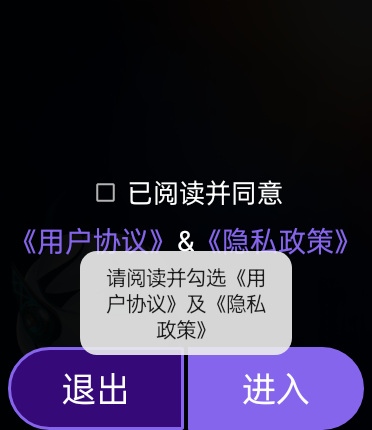 已阅读并同意
《用户协议》&《隐私政策》
请阅读并勾选《用
户协议》及《隐私
政策》
退出
进入